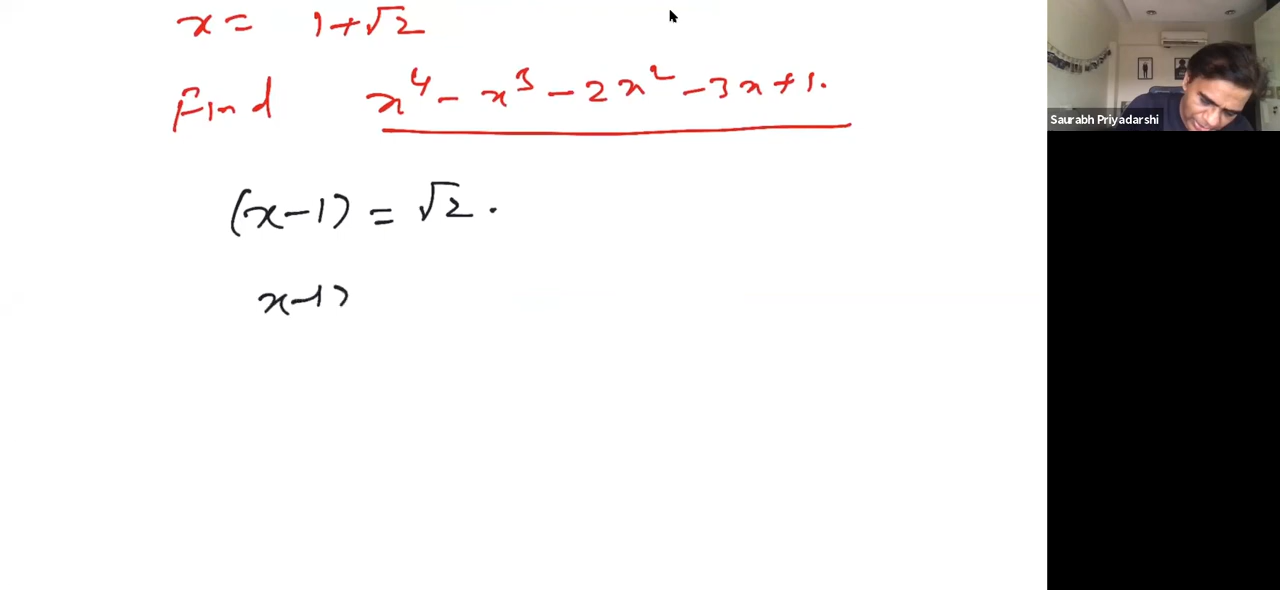 x = 1+√2
Find x⁴ - x³ - 2x² - 3x + 1.
(x-1) = √2.
x-1)
Saurabh Priyadarshi